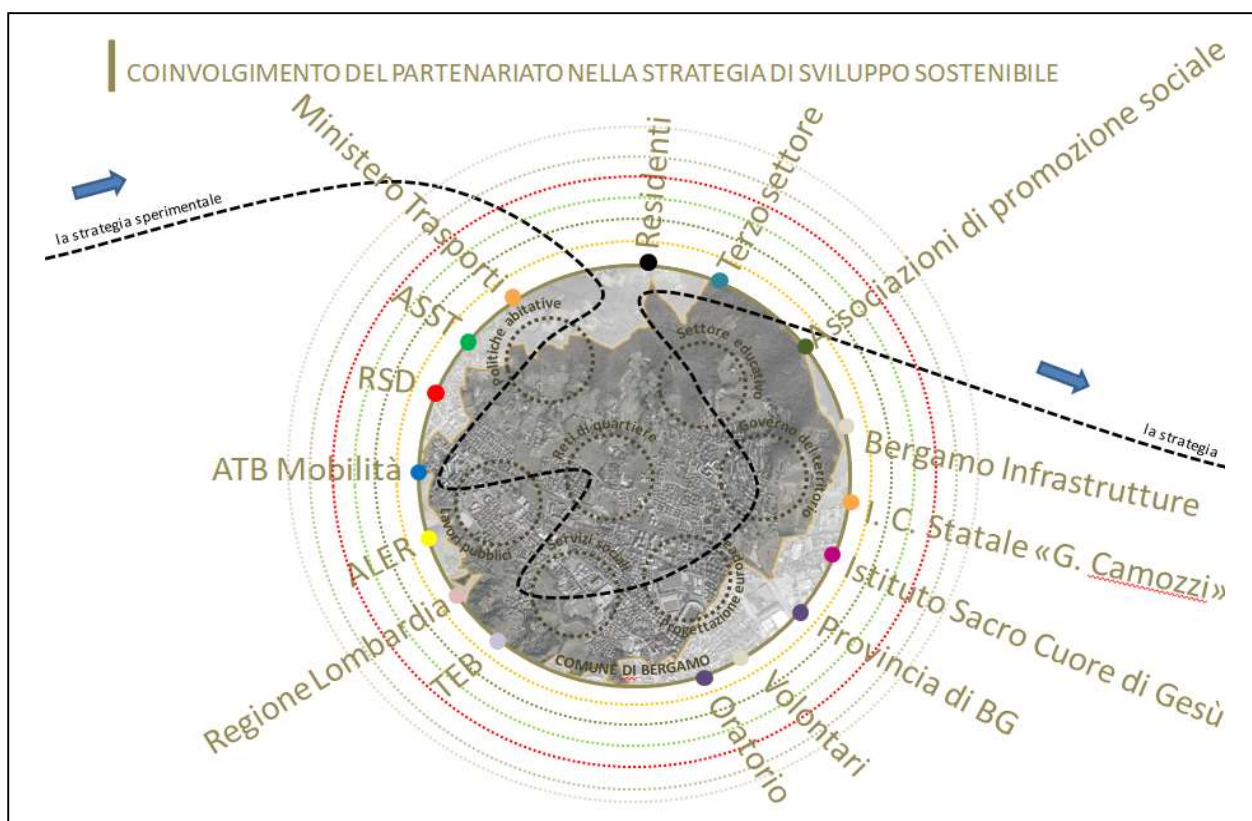 COINVOLGIMENTO DEL PARTENARIATO NELLA STRATEGIA DI SVILUPPO SOSTENIBILE
la strategia sperimentale
Ministero Trasporti
Residenti
Terzo settore
Associazioni di promozione sociale
ASST
RSD
ATB Mobilità
ALER
Regione Lombardia
TEB
Oratorio
Volontari
Provincia di BG
Istituto Sacro Cuore di Gesù
I. C. Statale «G. Camozzi»
Bergamo Infrastrutture
la strategia
Politiche abitative
Settore educativo
Reti di quartiere
Governo del territorio
Lavori pubblici
Servizi sociali
Progettazione europea
COMUNE DI BERGAMO